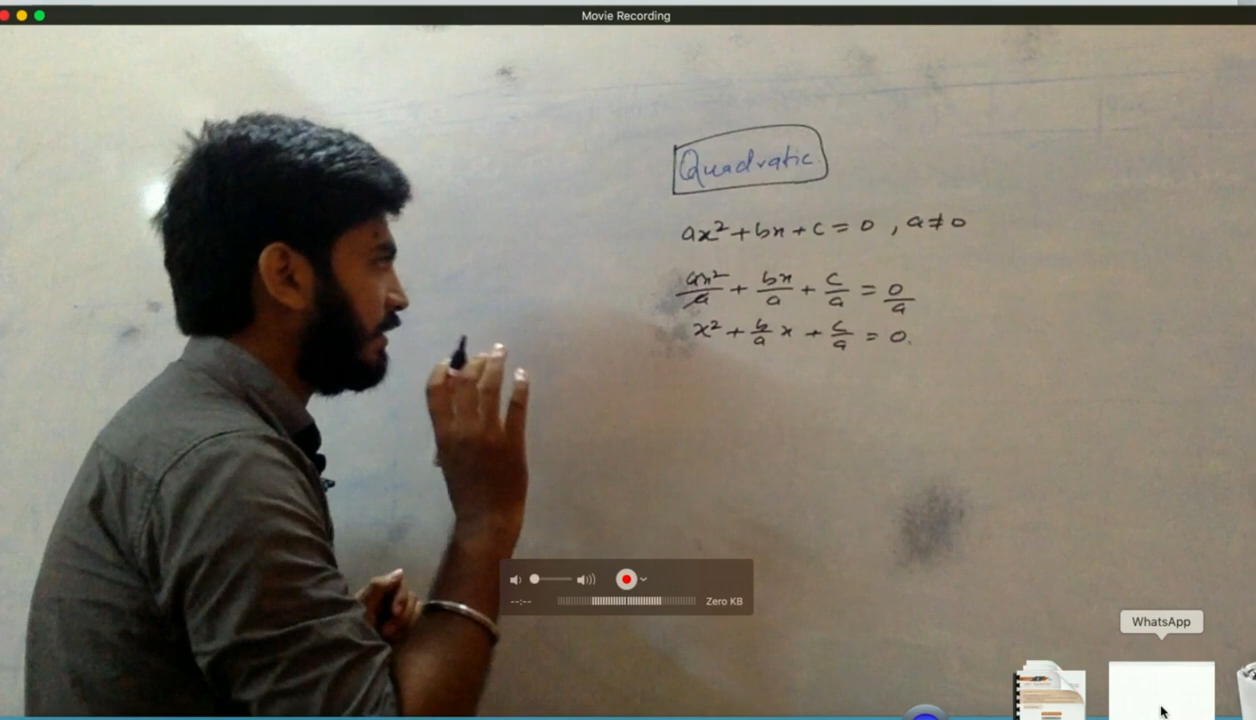 Movie Recording
Quadratic
ax² + bx + c = 0 , a ≠ 0
ax²/a + bx/a + c/a = 0/a
x² + b/a x + c/a = 0.
--:--
Zero KB
WhatsApp